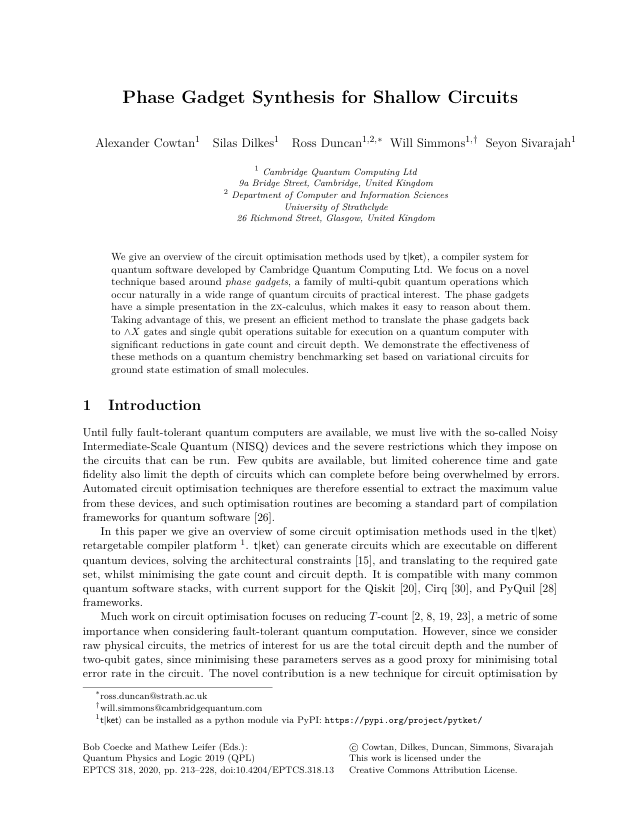 Phase Gadget Synthesis for Shallow Circuits
Alexander Cowtan¹ Silas Dilkes¹ Ross Duncan¹,²,* Will Simmons¹,† Seyon Sivarajah¹
¹ Cambridge Quantum Computing Ltd
9a Bridge Street, Cambridge, United Kingdom
² Department of Computer and Information Sciences
University of Strathclyde
26 Richmond Street, Glasgow, United Kingdom
We give an overview of the circuit optimisation methods used by t|ket⟩, a compiler system for
quantum software developed by Cambridge Quantum Computing Ltd. We focus on a novel
technique based around phase gadgets, a family of multi-qubit quantum operations which
occur naturally in a wide range of quantum circuits of practical interest. The phase gadgets
have a simple presentation in the ZX-calculus, which makes it easy to reason about them.
Taking advantage of this, we present an efficient method to translate the phase gadgets back
to ∧X gates and single qubit operations suitable for execution on a quantum computer with
significant reductions in gate count and circuit depth. We demonstrate the effectiveness of
these methods on a quantum chemistry benchmarking set based on variational circuits for
ground state estimation of small molecules.
1 Introduction
Until fully fault-tolerant quantum computers are available, we must live with the so-called Noisy
Intermediate-Scale Quantum (NISQ) devices and the severe restrictions which they impose on
the circuits that can be run. Few qubits are available, but limited coherence time and gate
fidelity also limit the depth of circuits which can complete before being overwhelmed by errors.
Automated circuit optimisation techniques are therefore essential to extract the maximum value
from these devices, and such optimisation routines are becoming a standard part of compilation
frameworks for quantum software [26].
In this paper we give an overview of some circuit optimisation methods used in the t|ket⟩
retargetable compiler platform ¹. t|ket⟩ can generate circuits which are executable on different
quantum devices, solving the architectural constraints [15], and translating to the required gate
set, whilst minimising the gate count and circuit depth. It is compatible with many common
quantum software stacks, with current support for the Qiskit [20], Cirq [30], and PyQuil [28]
frameworks.
Much work on circuit optimisation focuses on reducing T-count [2, 8, 19, 23], a metric of some
importance when considering fault-tolerant quantum computation. However, since we consider
raw physical circuits, the metrics of interest for us are the total circuit depth and the number of
two-qubit gates, since minimising these parameters serves as a good proxy for minimising total
error rate in the circuit. The novel contribution is a new technique for circuit optimisation by
*ross.duncan@strath.ac.uk
†will.simmons@cambridgequantum.com
¹t|ket⟩ can be installed as a python module via PyPI: https://pypi.org/project/pytket/
Bob Coecke and Mathew Leifer (Eds.):
Quantum Physics and Logic 2019 (QPL)
EPTCS 318, 2020, pp. 213–228, doi:10.4204/EPTCS.318.13
© Cowtan, Dilkes, Duncan, Simmons, Sivarajah
This work is licensed under the
Creative Commons Attribution License.